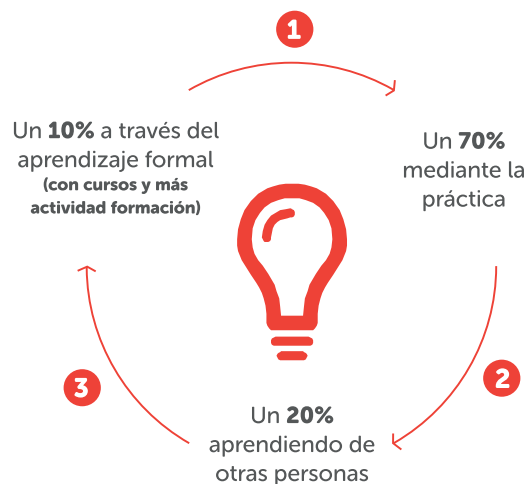 1
Un 10% a través del
aprendizaje formal
(con cursos y más
actividad formación)
Un 70%
mediante la
práctica
2
Un 20%
aprendiendo de
otras personas
3